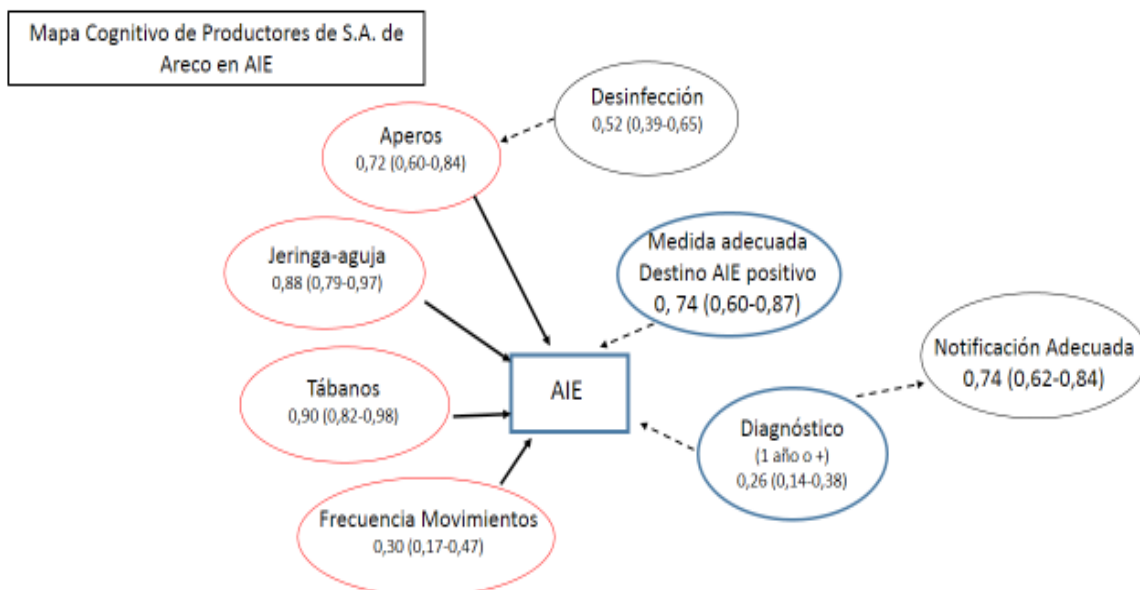 Mapa Cognitivo de Productores de S.A. de
Areco en AIE
Desinfección
0,52 (0,39-0,65)
Aperos
0,72 (0,60-0,84)
Jeringa-aguja
0,88 (0,79-0,97)
Medida adecuada
Destino AIE positivo
0, 74 (0,60-0,87)
Notificación Adecuada
0,74 (0,62-0,84)
Tábanos
0,90 (0,82-0,98)
AIE
Diagnóstico
(1 año o +)
0,26 (0,14-0,38)
Frecuencia Movimientos
0,30 (0,17-0,47)